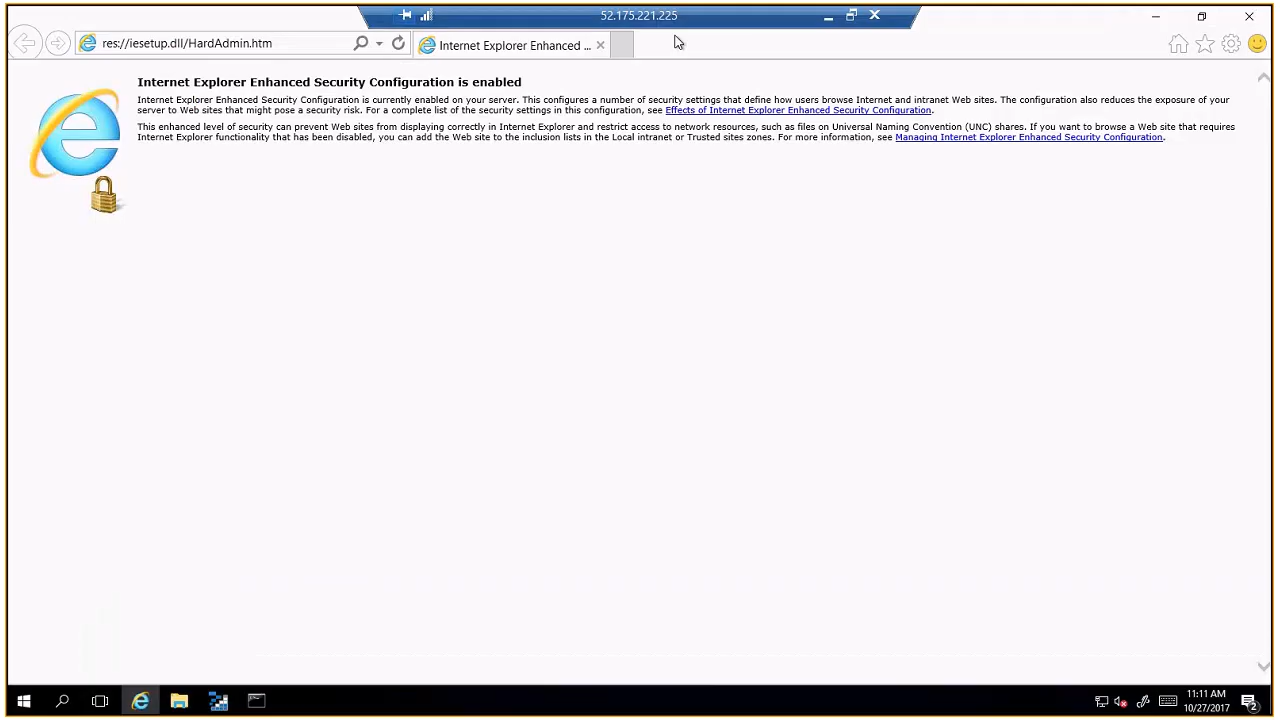 52.175.221.225
res://iesetup.dll/HardAdmin.htm
Internet Explorer Enhanced ...
Internet Explorer Enhanced Security Configuration is enabled
Internet Explorer Enhanced Security Configuration is currently enabled on your server. This configures a number of security settings that define how users browse Internet and intranet Web sites. The configuration also reduces the exposure of your
server to Web sites that might pose a security risk. For a complete list of the security settings in this configuration, see Effects of Internet Explorer Enhanced Security Configuration.
This enhanced level of security can prevent Web sites from displaying correctly in Internet Explorer and restrict access to network resources, such as files on Universal Naming Convention (UNC) shares. If you want to browse a Web site that requires
Internet Explorer functionality that has been disabled, you can add the Web site to the inclusion lists in the Local intranet or Trusted sites zones. For more information, see Managing Internet Explorer Enhanced Security Configuration.
11:11 AM
10/27/2017
2